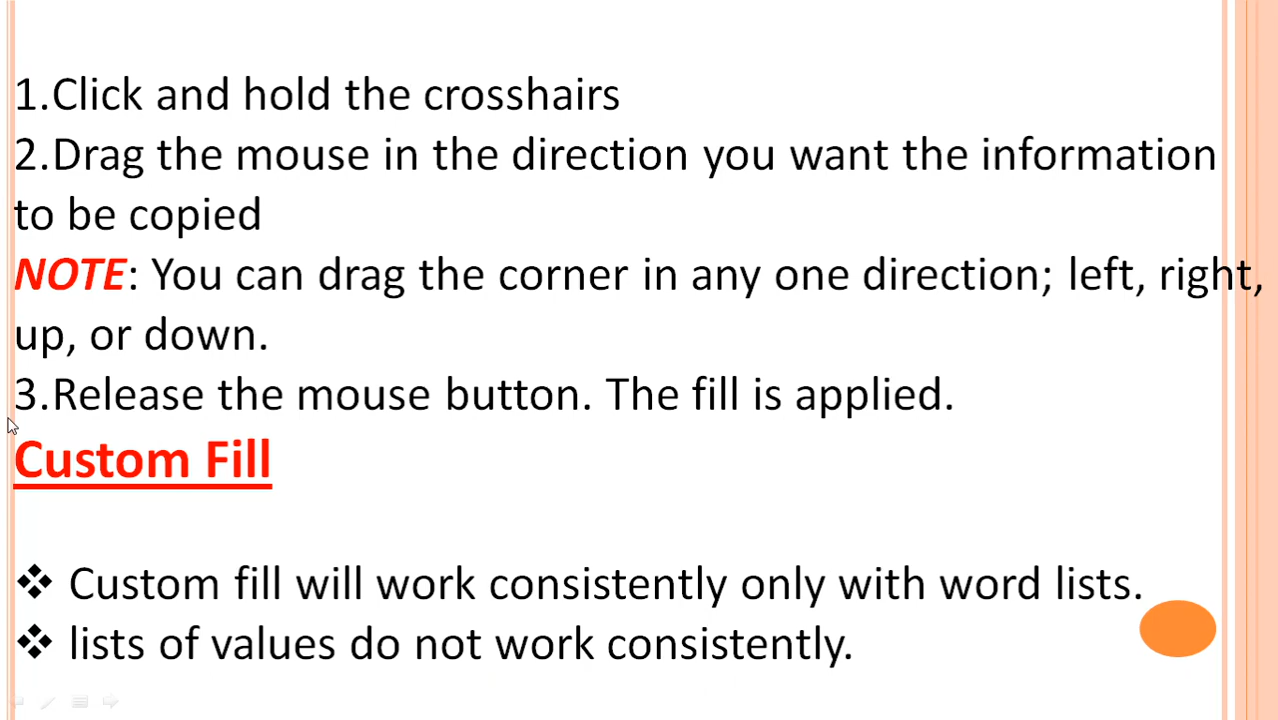 1.Click and hold the crosshairs
2.Drag the mouse in the direction you want the information
to be copied
NOTE: You can drag the corner in any one direction; left, right,
up, or down.
3.Release the mouse button. The fill is applied.
Custom Fill
❖ Custom fill will work consistently only with word lists.
❖ lists of values do not work consistently.